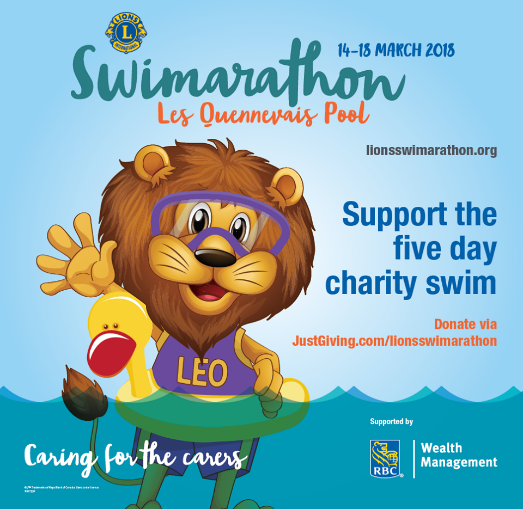 LIONS
L
INTERNATIONAL
14-18 MARCH 2018
Swimarathon
Les Quennevais Pool
lionsswimarathon.org
Support the
five day
charity swim
Donate via
JustGiving.com/lionsswimarathon
LEO
Supported by
Caring for the carers
RBC
Wealth
Management